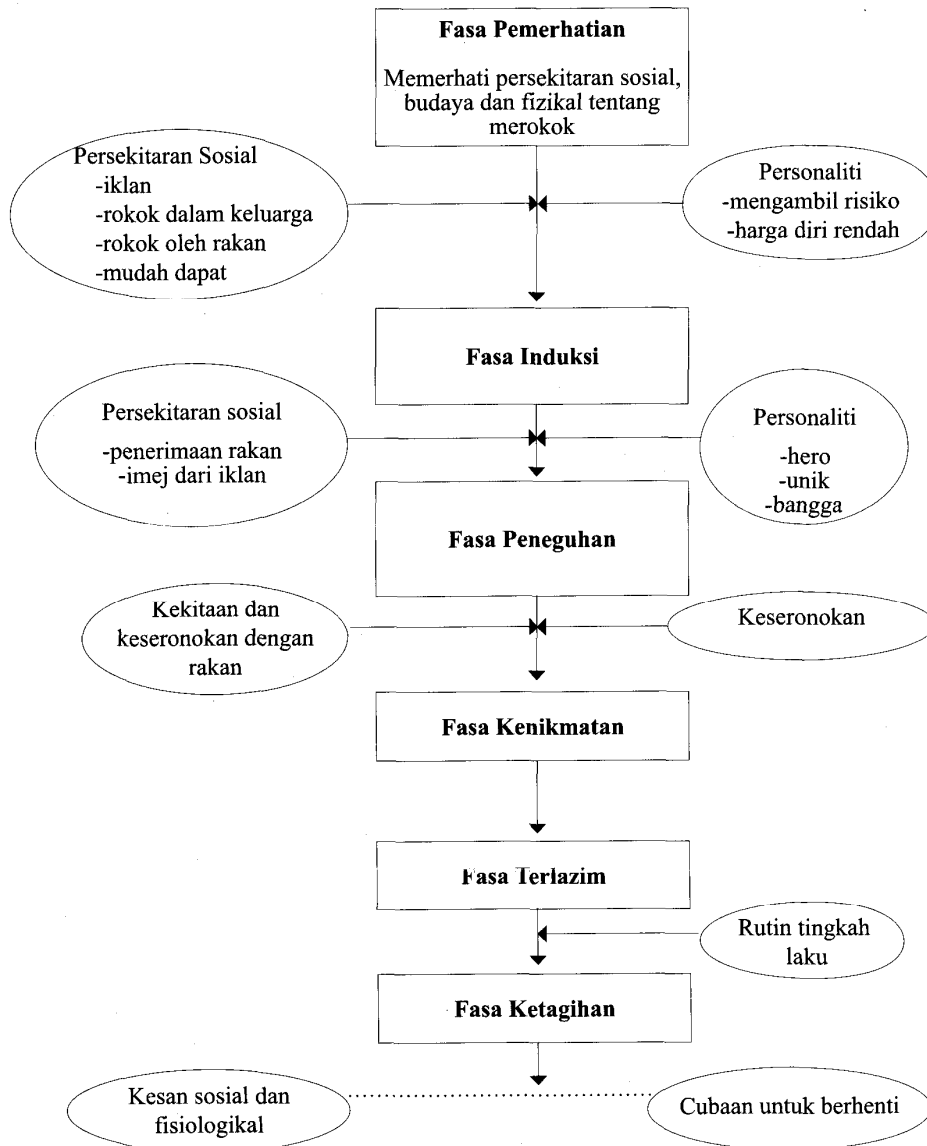 Fasa Pemerhatian
Memerhati persekitaran sosial,
budaya dan fizikal tentang
merokok
Persekitaran Sosial
-iklan
-rokok dalam keluarga
-rokok oleh rakan
-mudah dapat
Personaliti
-mengambil risiko
-harga diri rendah
Fasa Induksi
Persekitaran sosial
-penerimaan rakan
-imej dari iklan
Personaliti
-hero
-unik
-bangga
Fasa Peneguhan
Kekitaan dan
keseronokan dengan
rakan
Keseronokan
Fasa Kenikmatan
Fasa Terlazim
Rutin tingkah
laku
Fasa Ketagihan
Kesan sosial dan
fisiologikal
Cubaan untuk berhenti